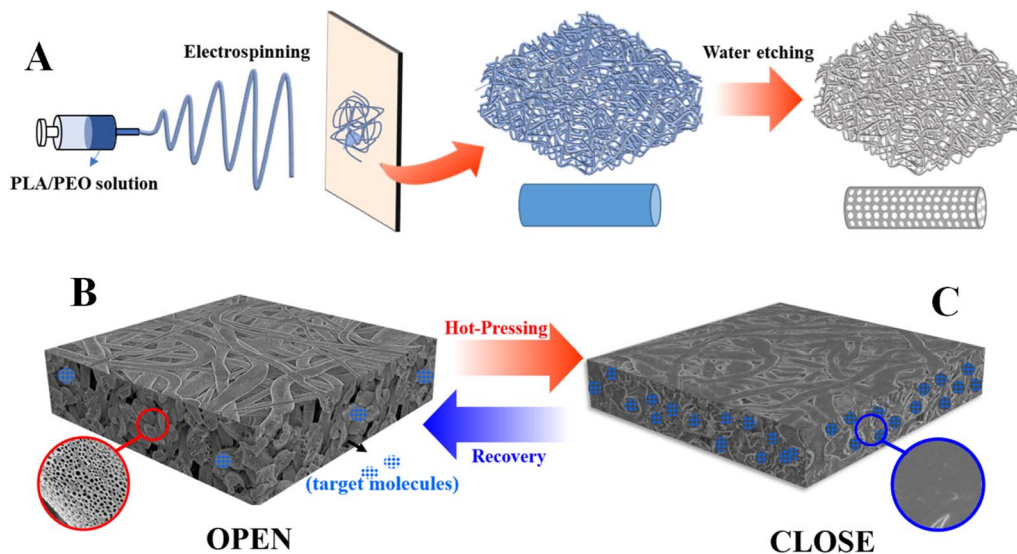 A
Electrospinning
PLA/PEO solution
Water etching
B
C
Hot-Pressing
Recovery
(target molecules)
OPEN
CLOSE